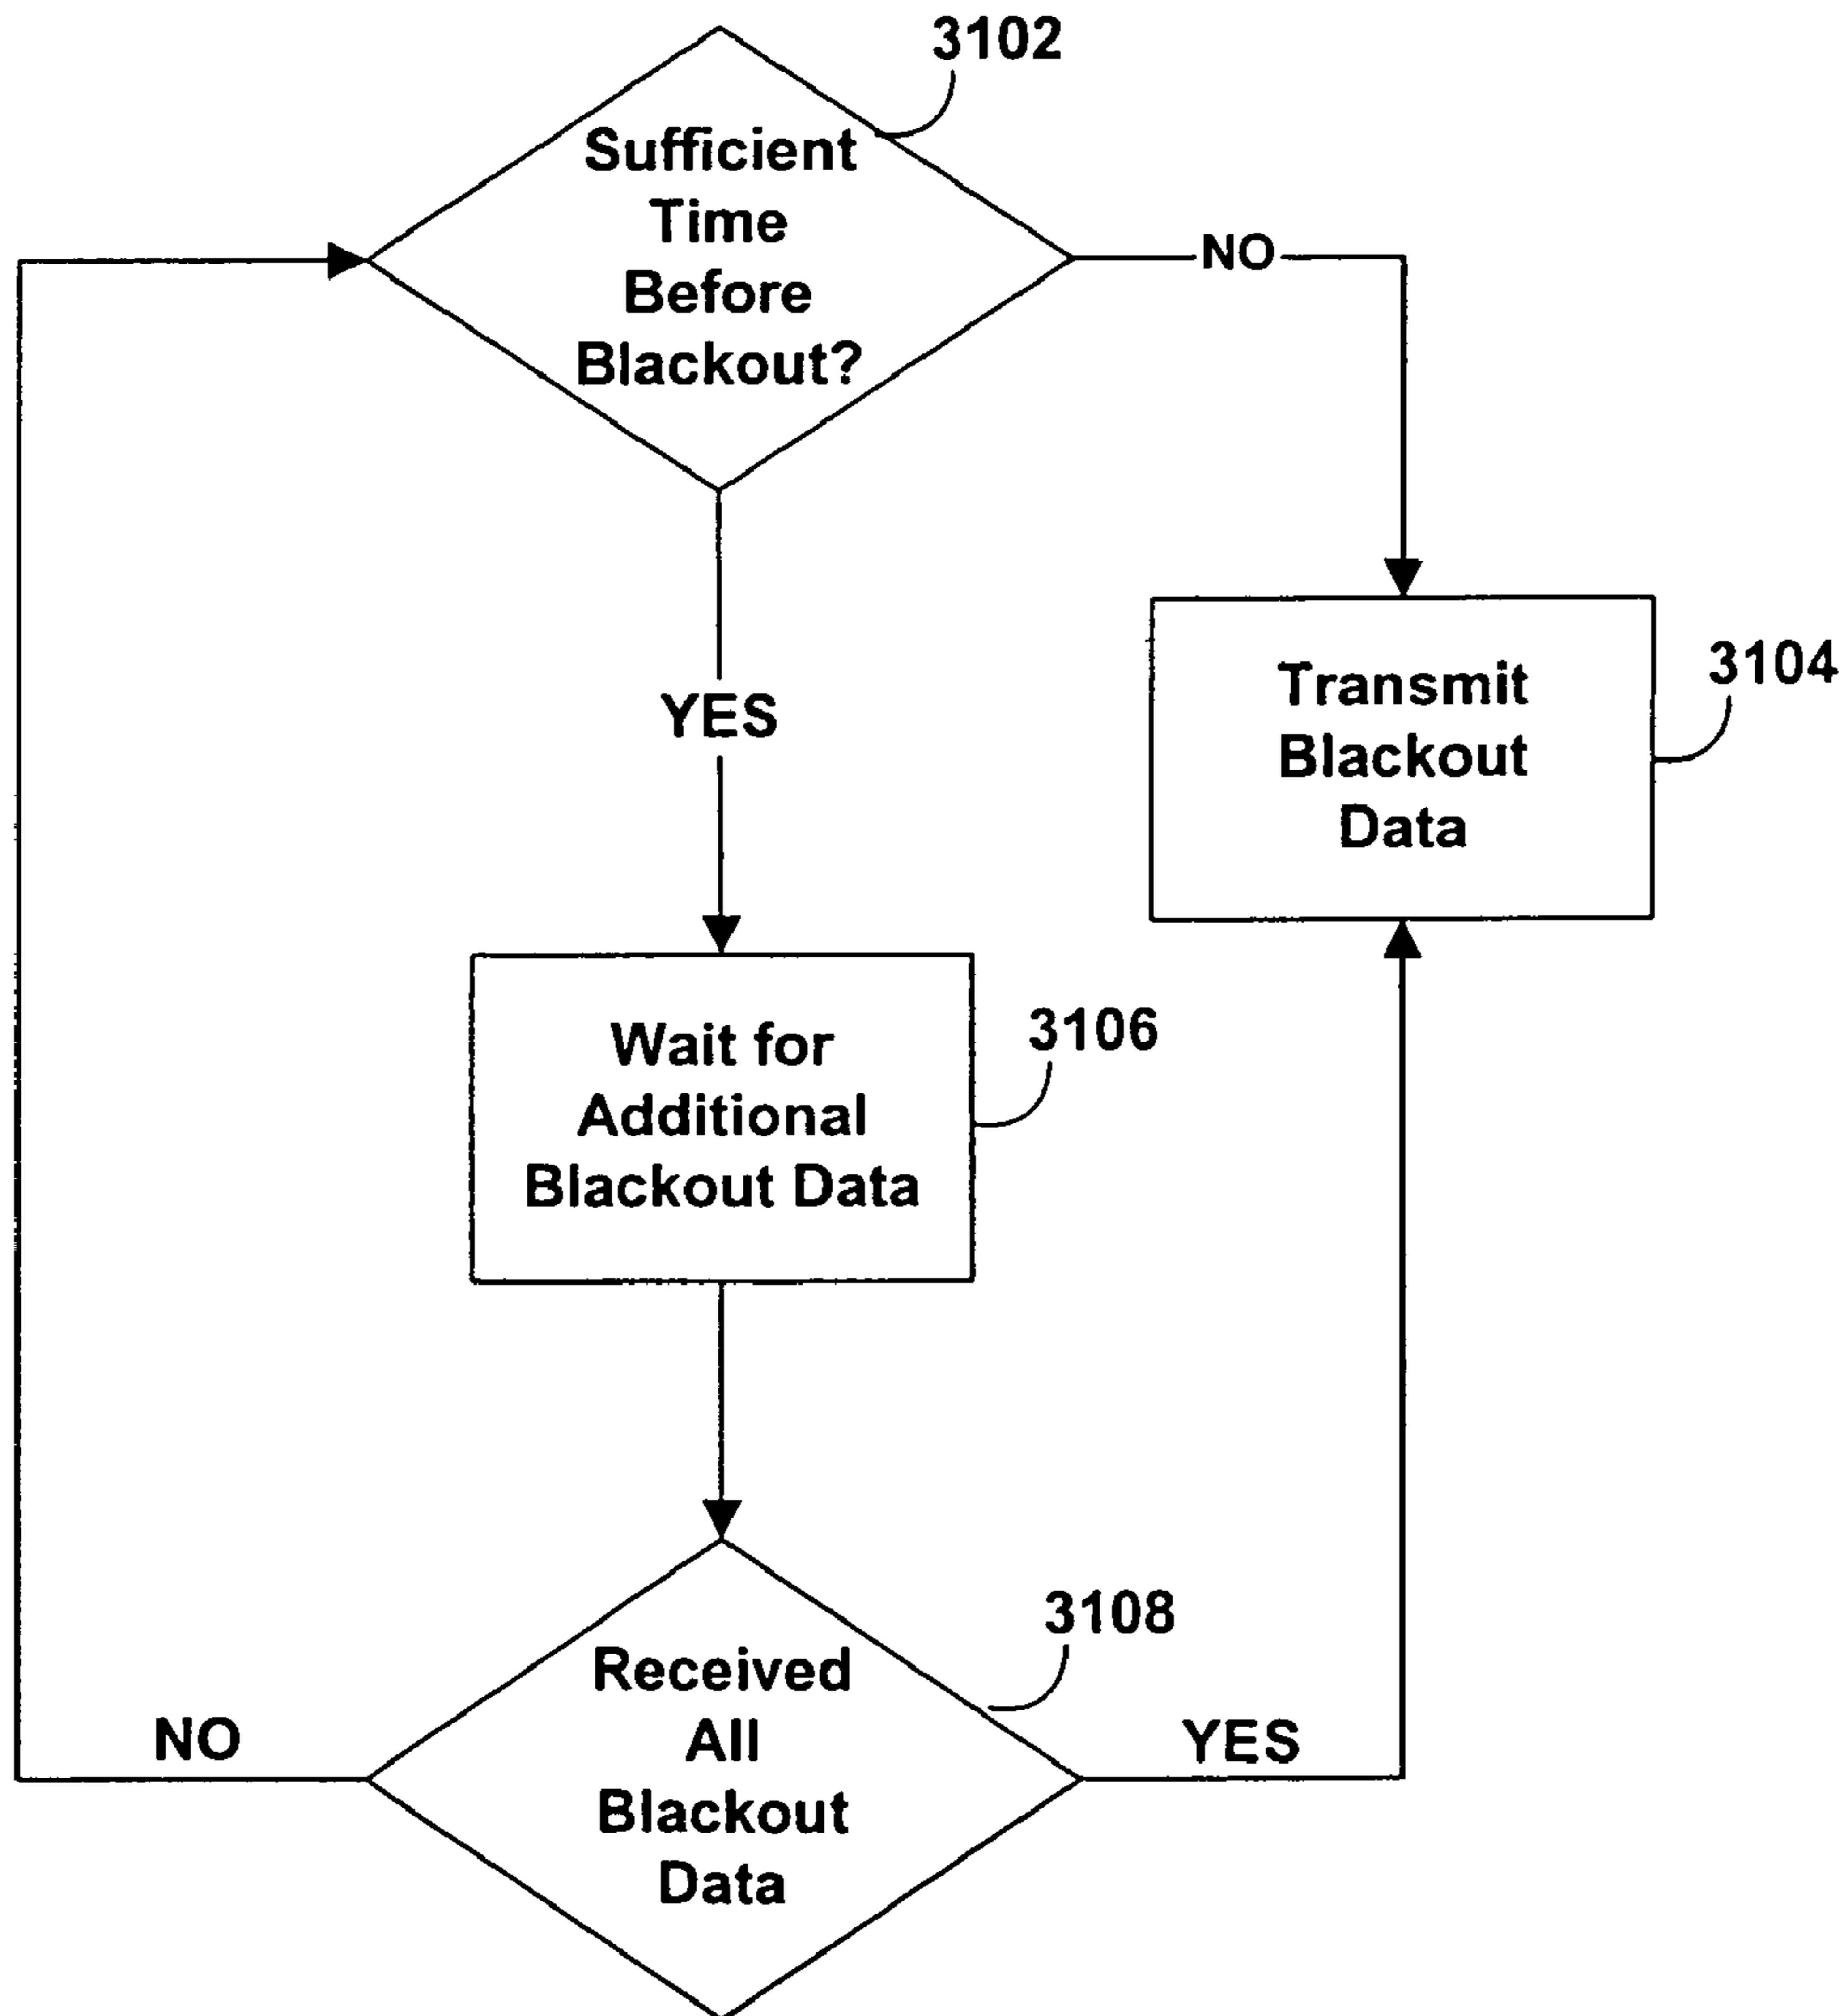 3102
Sufficient
Time
Before
Blackout?
NO
YES
3104
Transmit
Blackout
Data
3106
Wait for
Additional
Blackout Data
3108
Received
All
Blackout
Data
NO
YES